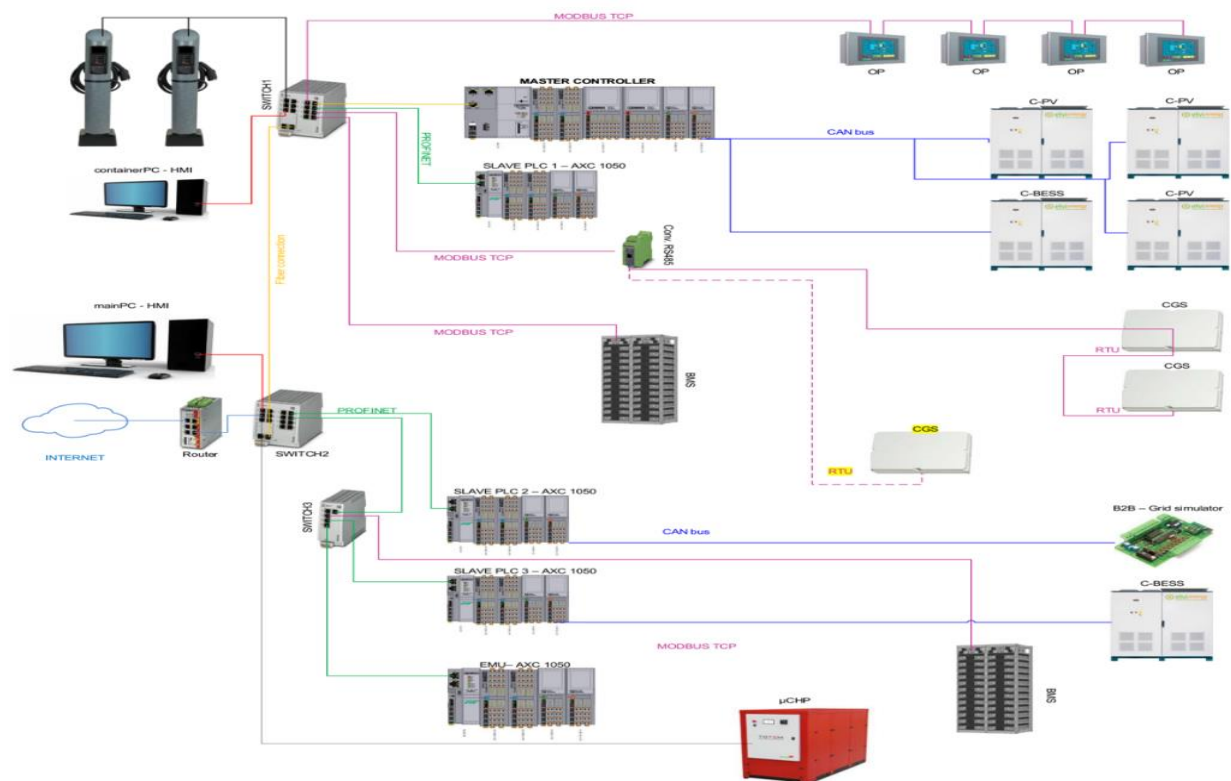 MODBUS TCP
OP
OP
OP
OP
SWITCH1
MASTER CONTROLLER
C-PV
C-PV
CAN bus
PROFINET
SLAVE PLC 1 – AXC 1050
containerPC - HMI
C-BESS
C-PV
Conv. RS485
MODBUS TCP
Fiber connection
mainPC - HMI
MODBUS TCP
CGS
RTU
BMS
CGS
RTU
PROFINET
INTERNET
Router
SWITCH2
CGS
RTU
SWITCH3
SLAVE PLC 2 – AXC 1050
B2B – Grid simulator
CAN bus
SLAVE PLC 3 – AXC 1050
C-BESS
MODBUS TCP
EMU– AXC 1050
BMS
µCHP